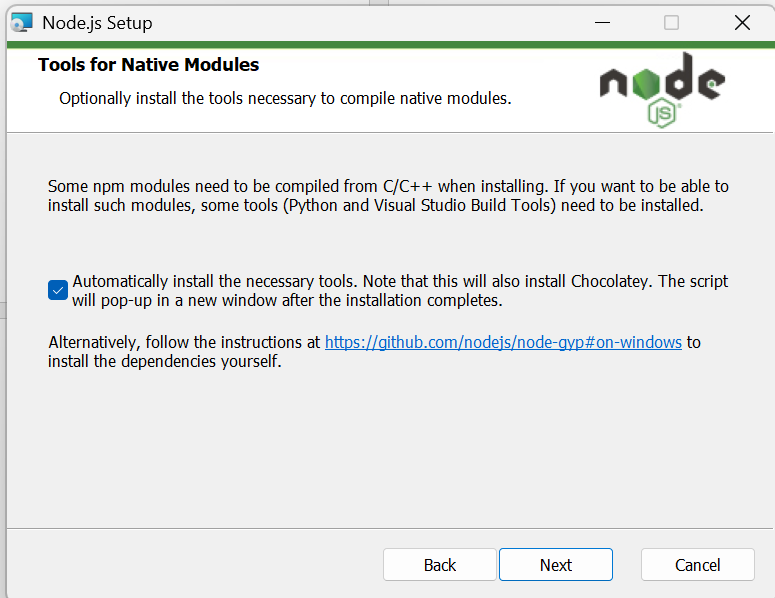 Node.js Setup
Tools for Native Modules
Optionally install the tools necessary to compile native modules.
node
JS
Some npm modules need to be compiled from C/C++ when installing. If you want to be able to
install such modules, some tools (Python and Visual Studio Build Tools) need to be installed.
Automatically install the necessary tools. Note that this will also install Chocolatey. The script
will pop-up in a new window after the installation completes.
Alternatively, follow the instructions at https://github.com/nodejs/node-gyp#on-windows to
install the dependencies yourself.
Back
Next
Cancel